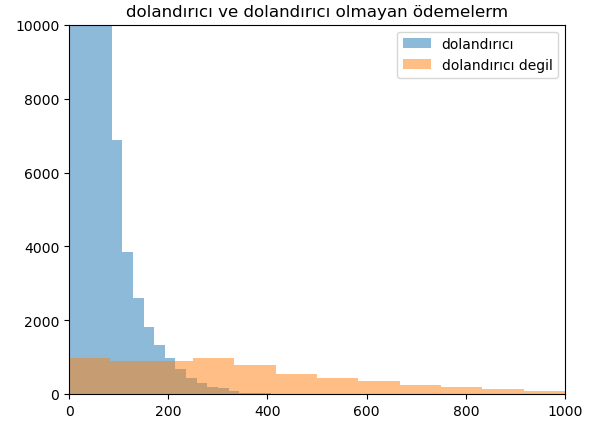 dolandırıcı ve dolandırıcı olmayan ödemelerm
dolandırıcı
dolandırıcı degil
10000
8000
6000
4000
2000
0
0 200 400 600 800 1000